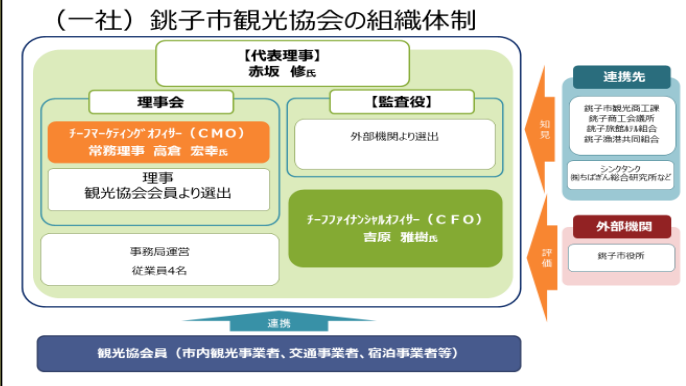 （一社）銚子市観光協会の組織体制
【代表理事】
赤坂 修氏
理事会
チーフマーケティングオフィサー（CMO）
常務理事 高倉 宏幸氏
理事
観光協会会員より選出
事務局運営
従業員4名
【監査役】
外部機関より選出
チーフファイナンシャルオフィサー（CFO）
吉原 雅樹氏
知見
評価
連携先
銚子市観光商工課
銚子商工会議所
銚子旅館ホテル組合
銚子漁港共同組合
シンクタンク
㈱ちばぎん総合研究所など
外部機関
銚子市役所
連携
観光協会員（市内観光事業者、交通事業者、宿泊事業者等）